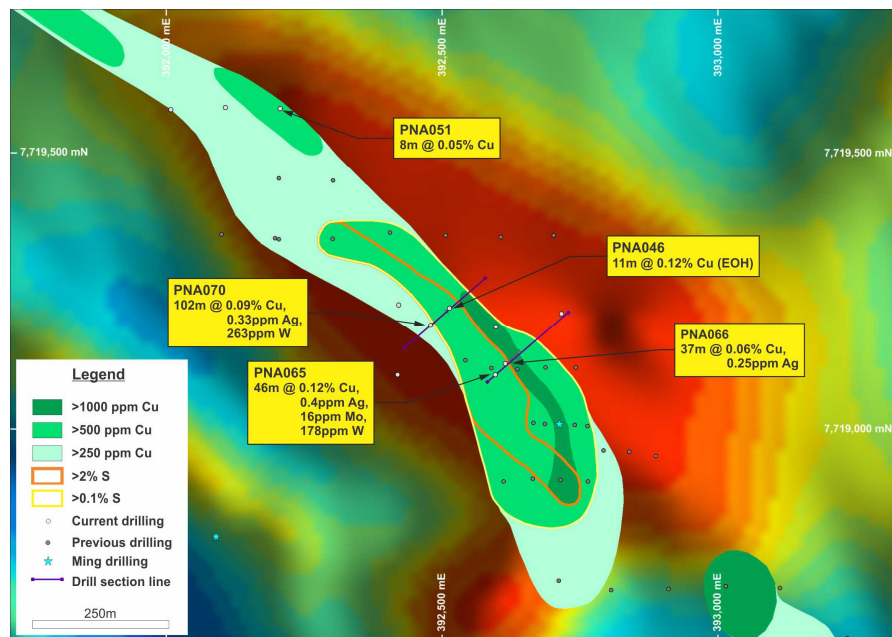 392,000 mE
392,500 mE
393,000 mE
PNA051
8m @ 0.05% Cu
7,719,500 mN
7,719,500 mN
PNA046
11m @ 0.12% Cu (EOH)
PNA070
102m @ 0.09% Cu,
0.33ppm Ag,
263ppm W
PNA066
37m @ 0.06% Cu,
0.25ppm Ag
PNA065
46m @ 0.12% Cu,
0.4ppm Ag,
16ppm Mo,
178ppm W
Legend
>1000 ppm Cu
>500 ppm Cu
>250 ppm Cu
>2% S
>0.1% S
Current drilling
Previous drilling
Ming drilling
Drill section line
250m
7,719,000 mN
392,500 mE
393,000 mE